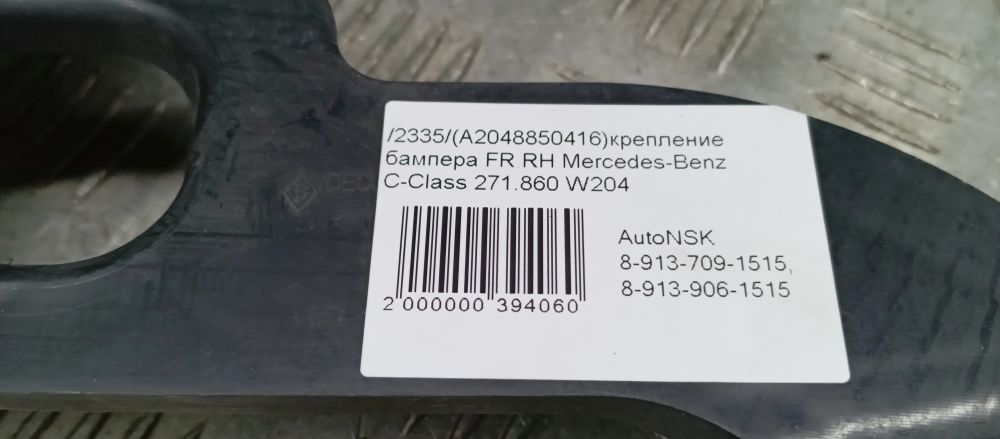 /2335/(A2048850416)крепление
бампера FR RH Mercedes-Benz
C-Class 271.860 W204
AutoNSK
8-913-709-1515,
8-913-906-1515
2 000000 394060